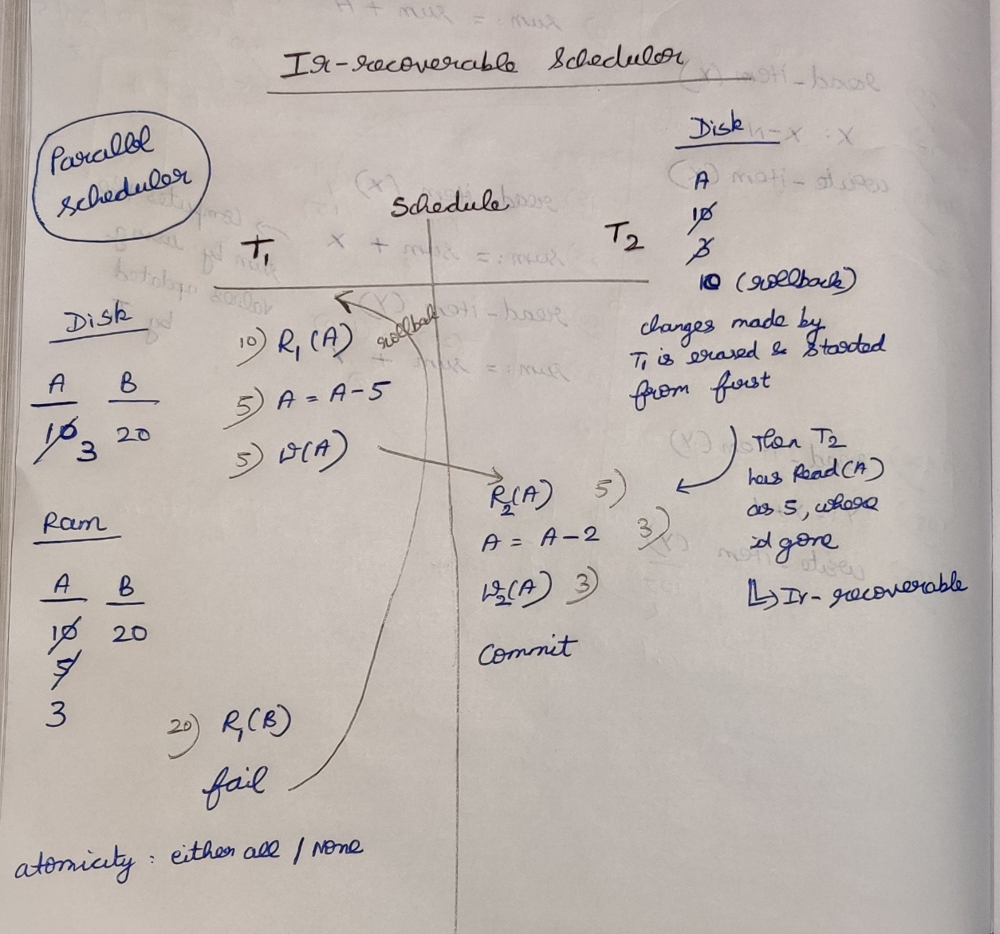 Ir-recoverable Scheduler
Parallel
scheduler
Schedule
T1
T2
Disk
A
10
3
10 (rollback)
changes made by
T1 is erased & started
from first
Then T2
has Read(A)
as 5, where
id gone
↳ Ir-recoverable
Disk
A B
10 20
3
Ram
A B
10 20
5
3
10) R1(A)
rollback
5) A = A-5
5) W(A)
R2(A) 5)
A = A-2 3)
W2(A) 3)
Commit
20) R1(B)
fail
atomicity : either all / None